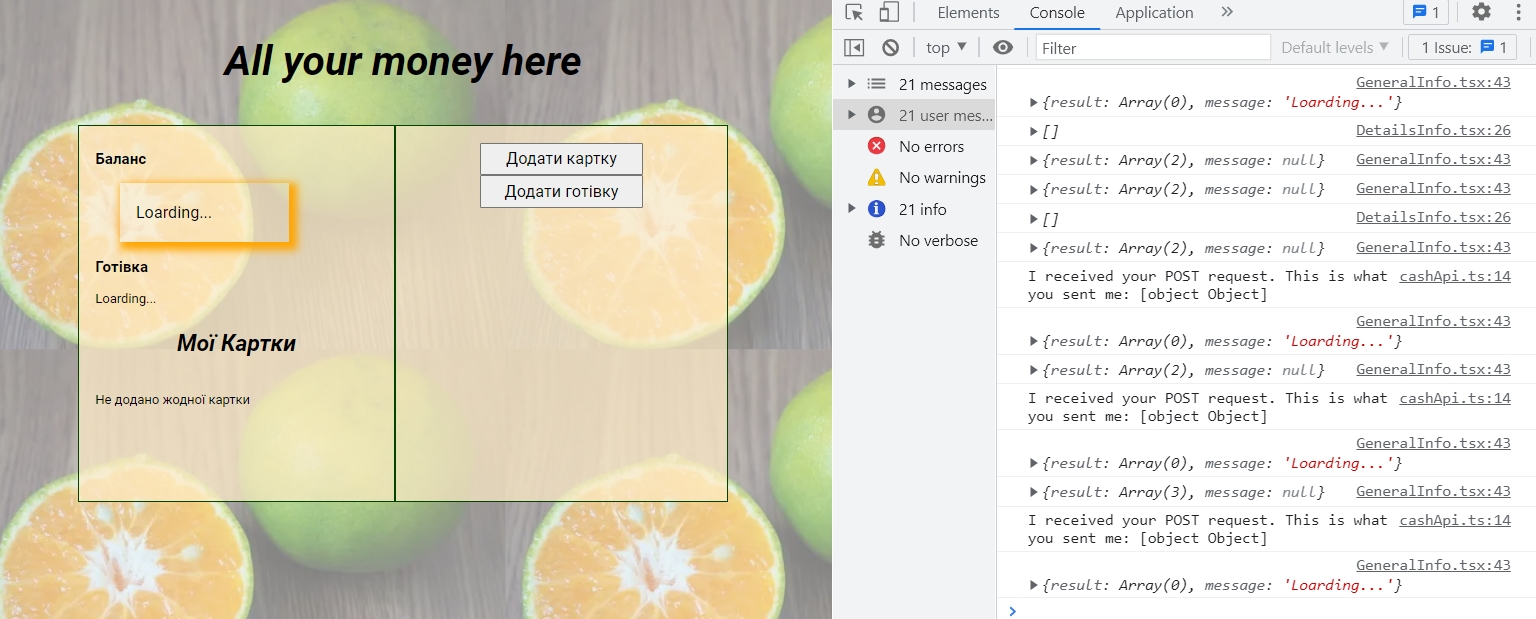 All your money here
Баланс
Loarding...
Готівка
Loarding...
Мої Картки
Не додано жодної картки
Додати картку
Додати готівку
Elements Console Application 1
top Filter Default levels 1 Issue: 1
21 messages
21 user mes...
No errors
No warnings
21 info
No verbose
GeneralInfo.tsx:43
{result: Array(0), message: 'Loarding...'}
[] DetailsInfo.tsx:26
{result: Array(2), message: null} GeneralInfo.tsx:43
{result: Array(2), message: null} GeneralInfo.tsx:43
[] DetailsInfo.tsx:26
{result: Array(2), message: null} GeneralInfo.tsx:43
I received your POST request. This is what cashApi.ts:14
you sent me: [object Object]
GeneralInfo.tsx:43
{result: Array(0), message: 'Loarding...'}
{result: Array(2), message: null} GeneralInfo.tsx:43
I received your POST request. This is what cashApi.ts:14
you sent me: [object Object]
GeneralInfo.tsx:43
{result: Array(0), message: 'Loarding...'}
{result: Array(3), message: null} GeneralInfo.tsx:43
I received your POST request. This is what cashApi.ts:14
you sent me: [object Object]
GeneralInfo.tsx:43
{result: Array(0), message: 'Loarding...'}